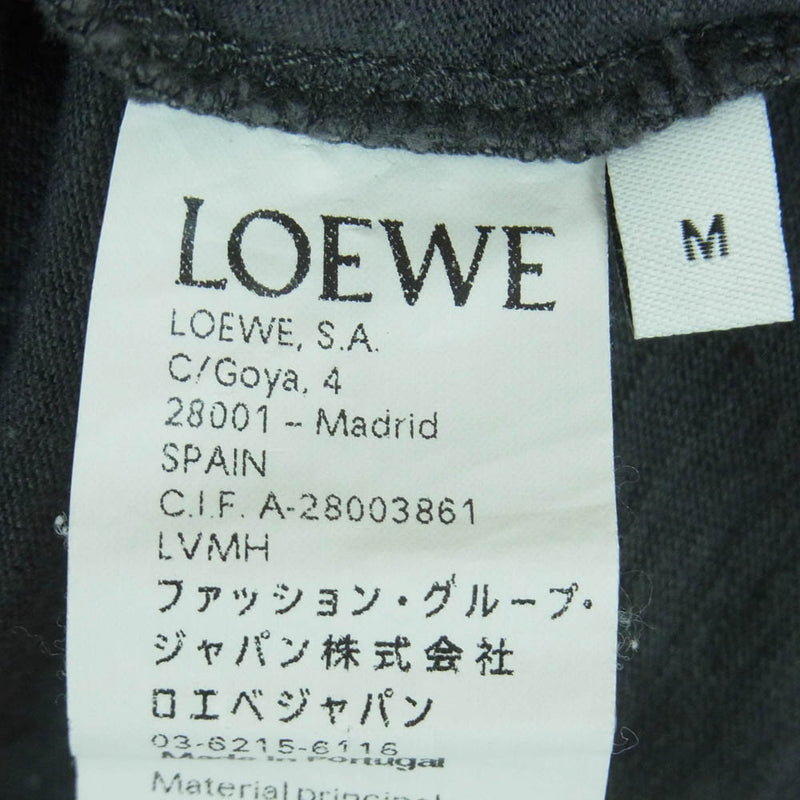 LOEWE
M
LOEWE, S.A.
C/Goya, 4
28001 – Madrid
SPAIN
C.I.F. A-28003861
LVMH
ファッション・グループ・
ジャパン株式会社
ロエベジャパン
03-6215-6116
Made in Portugal
Material principal